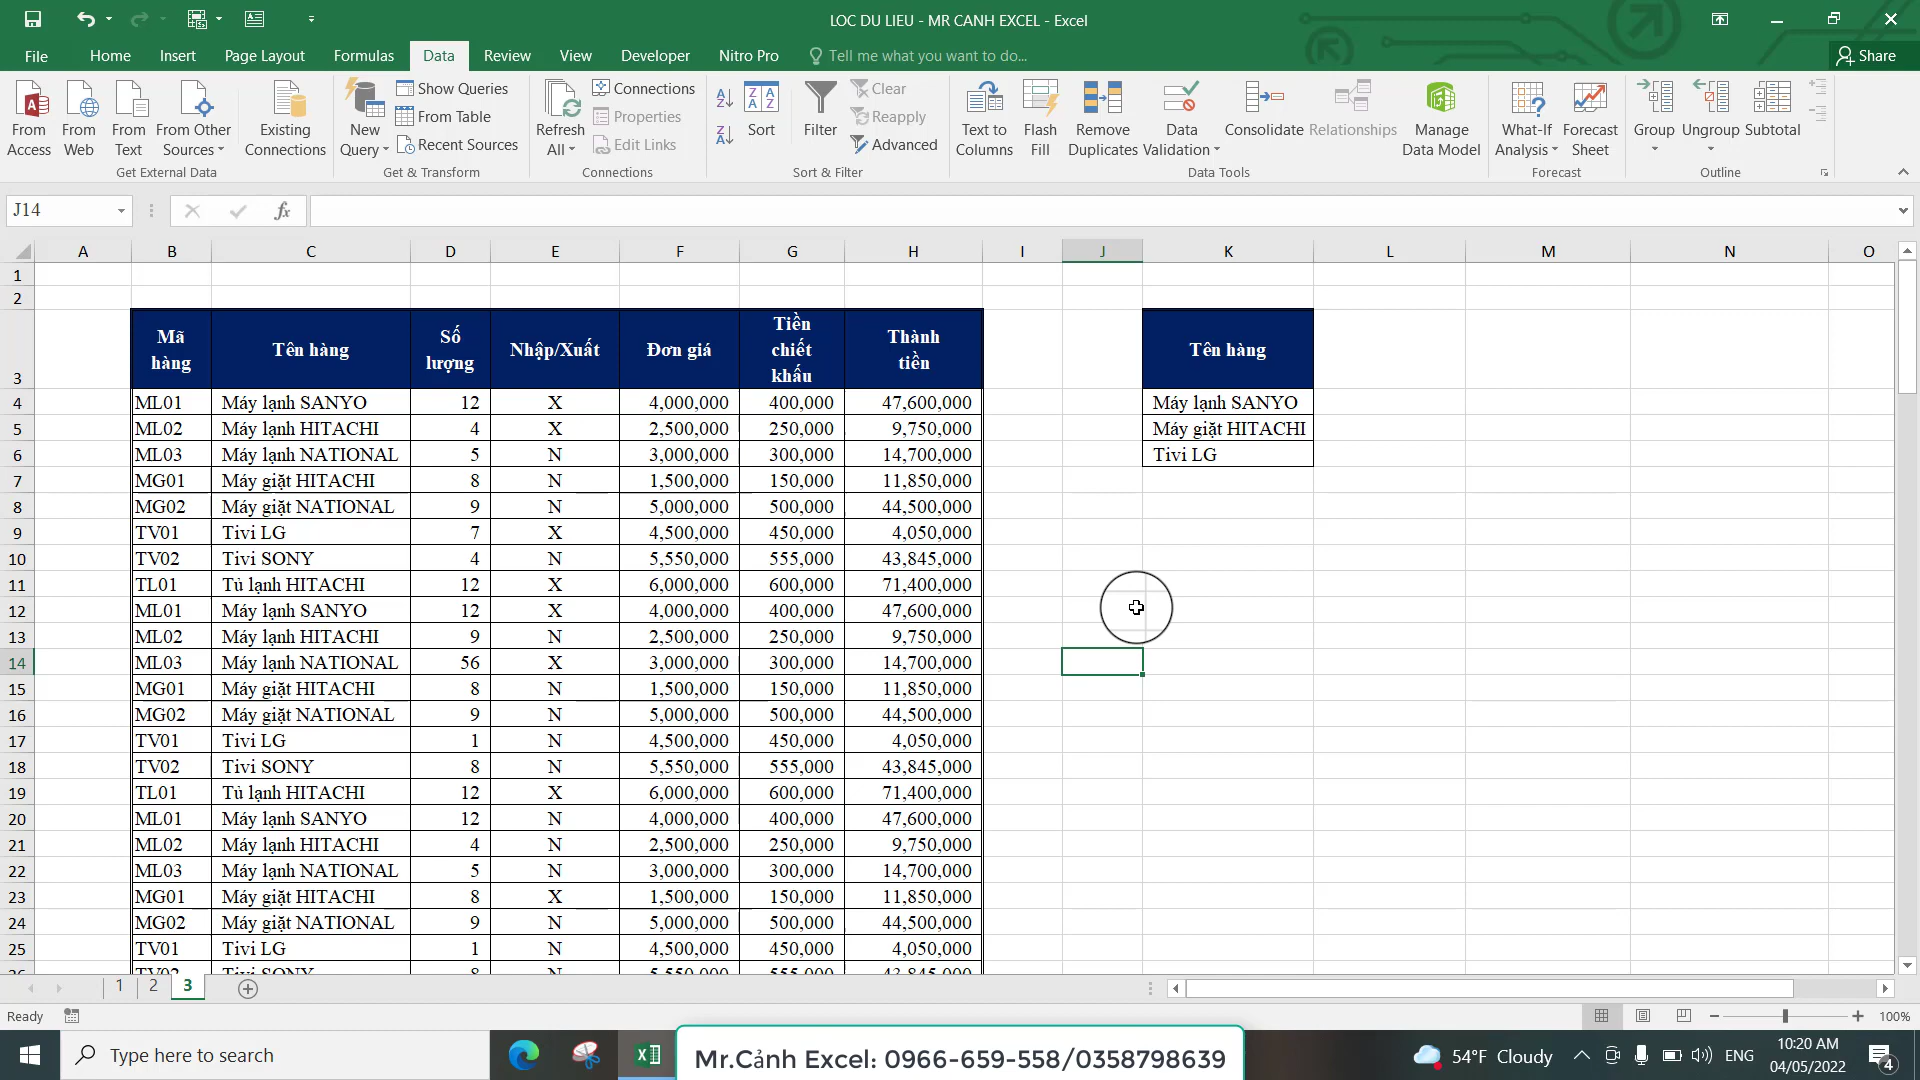 LOC DU LIEU - MR CANH EXCEL - Excel
File Home Insert Page Layout Formulas Data Review View Developer Nitro Pro Tell me what you want to do... Share
From Access
From Web
From Text
From Other Sources
Existing Connections
Get External Data
New Query
Show Queries
From Table
Recent Sources
Get & Transform
Refresh All
Connections
Properties
Edit Links
Connections
Sort
Filter
Clear
Reapply
Advanced
Sort & Filter
Text to Columns
Flash Fill
Remove Duplicates
Data Validation
Consolidate
Relationships
Manage Data Model
Data Tools
What-If Analysis
Forecast Sheet
Forecast
Group
Ungroup
Subtotal
Outline
J14 fx
A B C D E F G H I J K L M N O
1
2
3 Mã hàng Tên hàng Số lượng Nhập/Xuất Đơn giá Tiền chiết khấu Thành tiền Tên hàng
4 ML01 Máy lạnh SANYO 12 X 4,000,000 400,000 47,600,000 Máy lạnh SANYO
5 ML02 Máy lạnh HITACHI 4 X 2,500,000 250,000 9,750,000 Máy giặt HITACHI
6 ML03 Máy lạnh NATIONAL 5 N 3,000,000 300,000 14,700,000 Tivi LG
7 MG01 Máy giặt HITACHI 8 N 1,500,000 150,000 11,850,000
8 MG02 Máy giặt NATIONAL 9 N 5,000,000 500,000 44,500,000
9 TV01 Tivi LG 7 X 4,500,000 450,000 4,050,000
10 TV02 Tivi SONY 4 N 5,550,000 555,000 43,845,000
11 TL01 Tủ lạnh HITACHI 12 X 6,000,000 600,000 71,400,000
12 ML01 Máy lạnh SANYO 12 X 4,000,000 400,000 47,600,000
13 ML02 Máy lạnh HITACHI 9 N 2,500,000 250,000 9,750,000
14 ML03 Máy lạnh NATIONAL 56 X 3,000,000 300,000 14,700,000
15 MG01 Máy giặt HITACHI 8 N 1,500,000 150,000 11,850,000
16 MG02 Máy giặt NATIONAL 9 N 5,000,000 500,000 44,500,000
17 TV01 Tivi LG 1 N 4,500,000 450,000 4,050,000
18 TV02 Tivi SONY 8 N 5,550,000 555,000 43,845,000
19 TL01 Tủ lạnh HITACHI 12 X 6,000,000 600,000 71,400,000
20 ML01 Máy lạnh SANYO 12 N 4,000,000 400,000 47,600,000
21 ML02 Máy lạnh HITACHI 4 N 2,500,000 250,000 9,750,000
22 ML03 Máy lạnh NATIONAL 5 N 3,000,000 300,000 14,700,000
23 MG01 Máy giặt HITACHI 8 X 1,500,000 150,000 11,850,000
24 MG02 Máy giặt NATIONAL 9 N 5,000,000 500,000 44,500,000
25 TV01 Tivi LG 1 N 4,500,000 450,000 4,050,000
26 TV02 Tivi SONY 8 N 5,550,000 555,000 43,845,000
1 2 3
Ready 100%
Type here to search
Mr.Cảnh Excel: 0966-659-558/0358798639
54°F Cloudy ENG
10:20 AM
04/05/2022
4